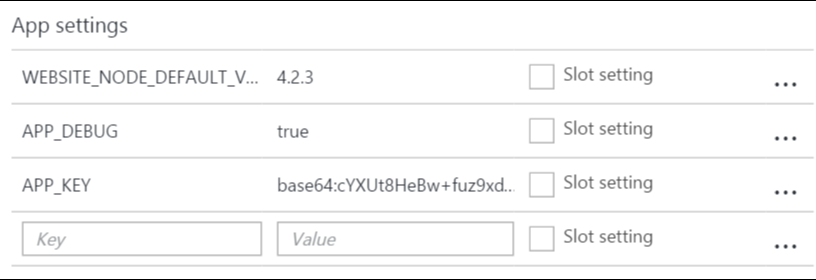 App settings
WEBSITE_NODE_DEFAULT_V... 4.2.3 Slot setting ...
APP_DEBUG true Slot setting ...
APP_KEY base64:cYXUt8HeBw+fuz9xd... Slot setting ...
Key Value Slot setting ...